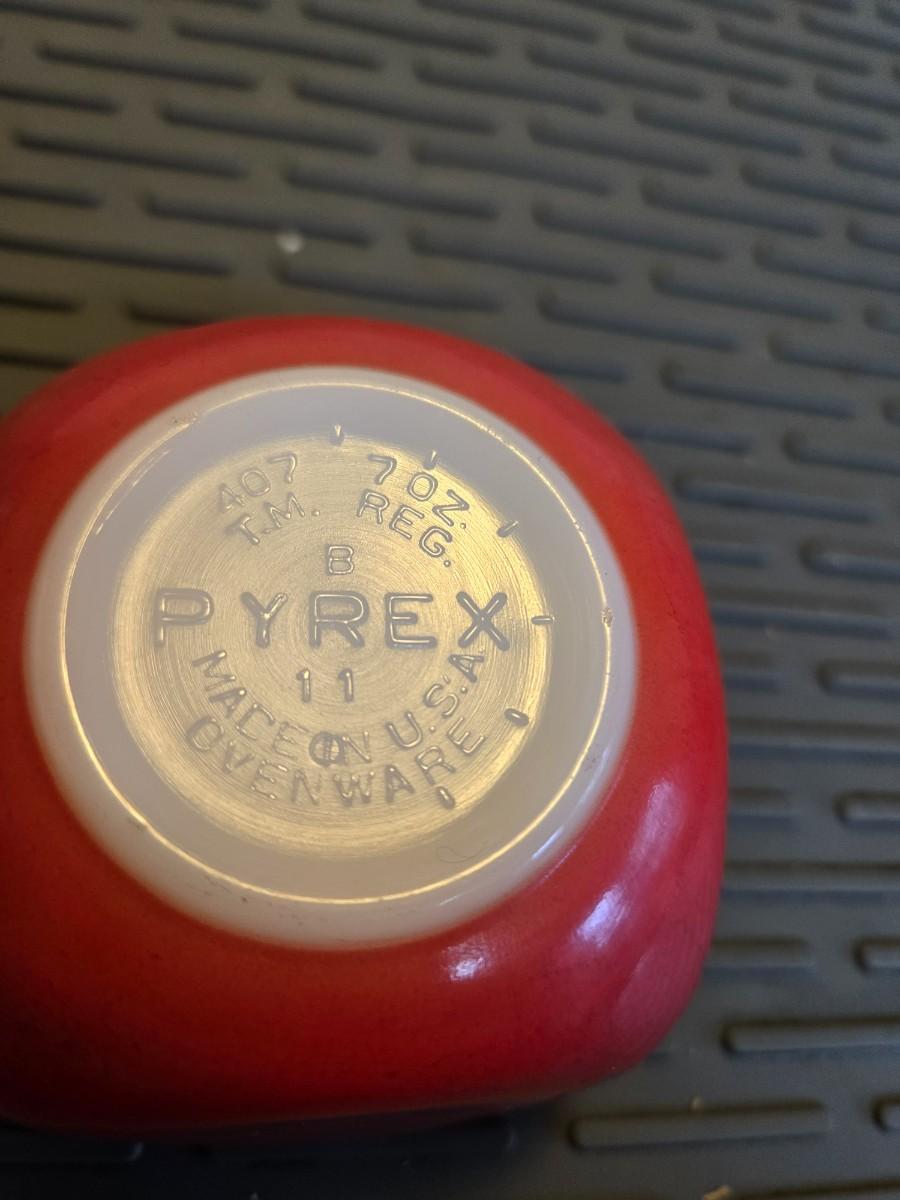 407 7 OZ.
T.M. REG.
B
PYREX
11
MADE IN U.S.A.
OVENWARE